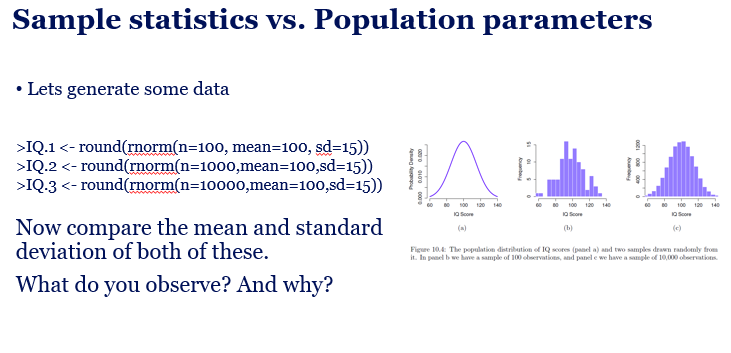 Sample statistics vs. Population parameters
• Lets generate some data
>IQ.1 <- round(rnorm(n=100, mean=100, sd=15))
>IQ.2 <- round(rnorm(n=1000,mean=100,sd=15))
>IQ.3 <- round(rnorm(n=10000,mean=100,sd=15))
Now compare the mean and standard
deviation of both of these.
What do you observe? And why?
Probability Density
0.000 0.010 0.020
60 80 100 120 140
IQ Score
(a)
Frequency
0 5 10 15
60 80 100 120 140
IQ Score
(b)
Frequency
0 400 800 1200
60 80 100 120 140
IQ Score
(c)
Figure 10.4: The population distribution of IQ scores (panel a) and two samples drawn randomly from
it. In panel b we have a sample of 100 observations, and panel c we have a sample of 10,000 observations.